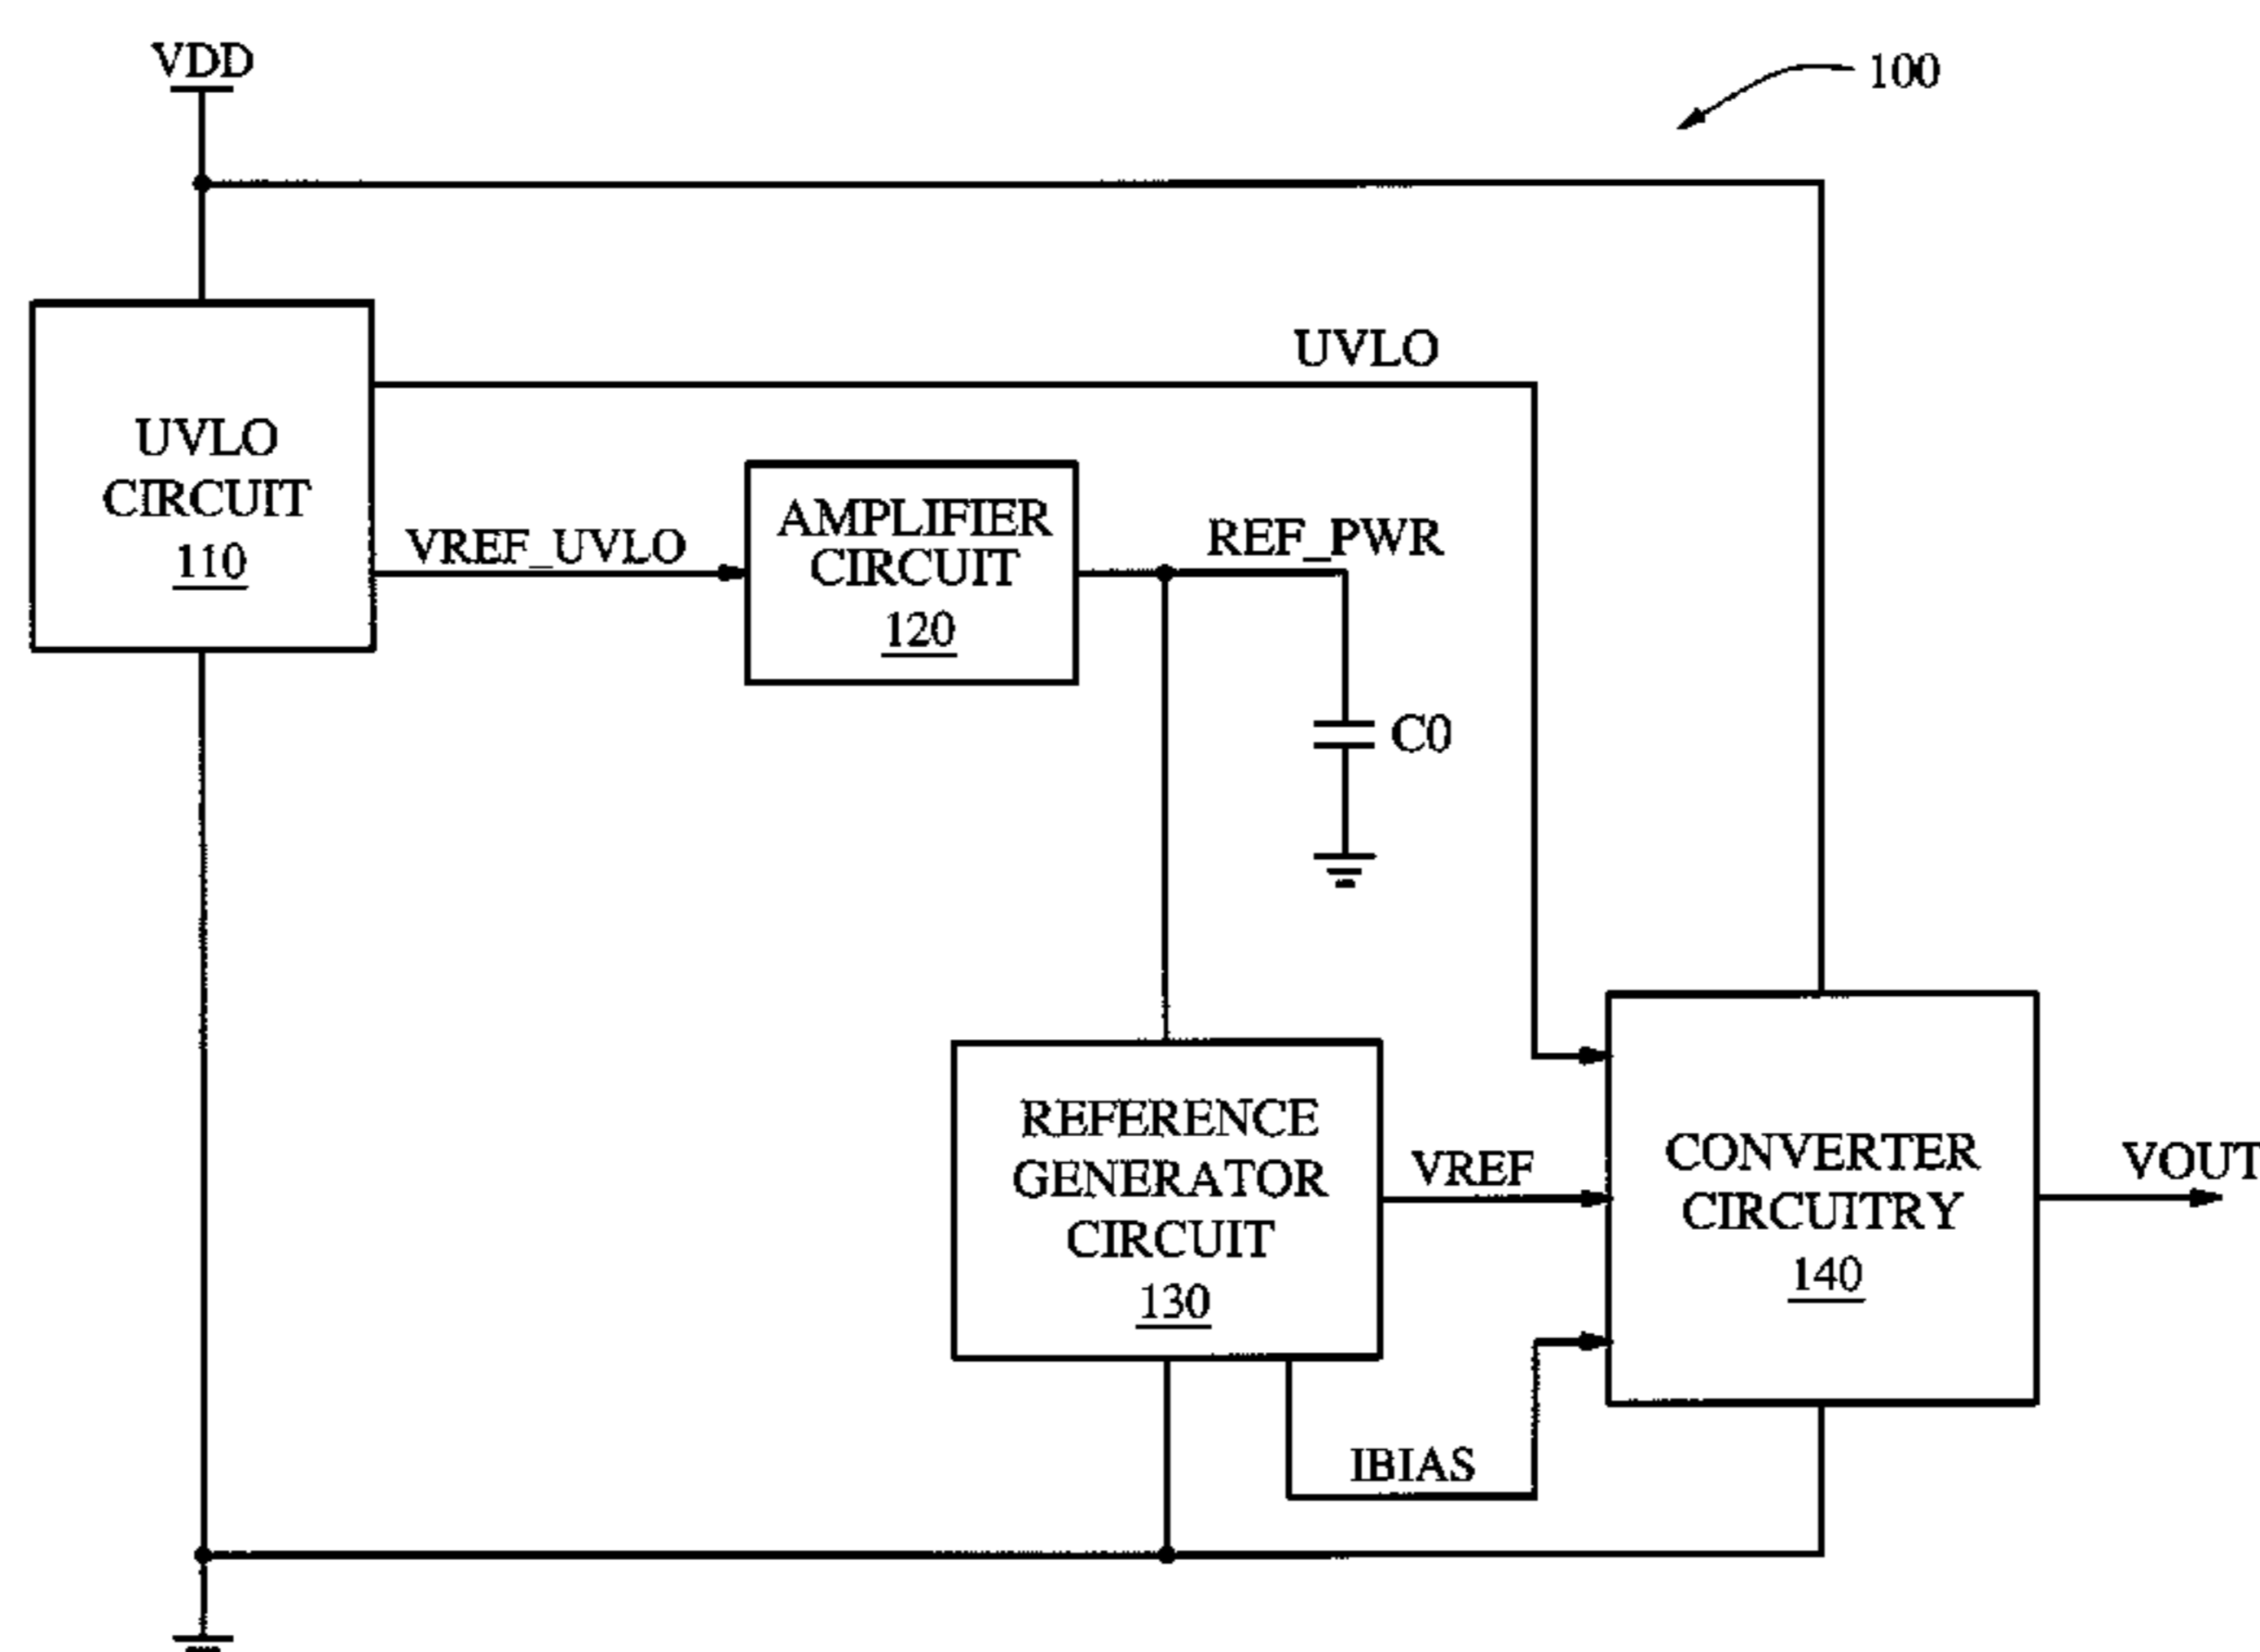 VDD
100
UVLO
UVLO
CIRCUIT
110
VREF_UVLO
AMPLIFIER
CIRCUIT
120
REF_PWR
C0
REFERENCE
GENERATOR
CIRCUIT
130
VREF
IBIAS
CONVERTER
CIRCUITRY
140
VOUT